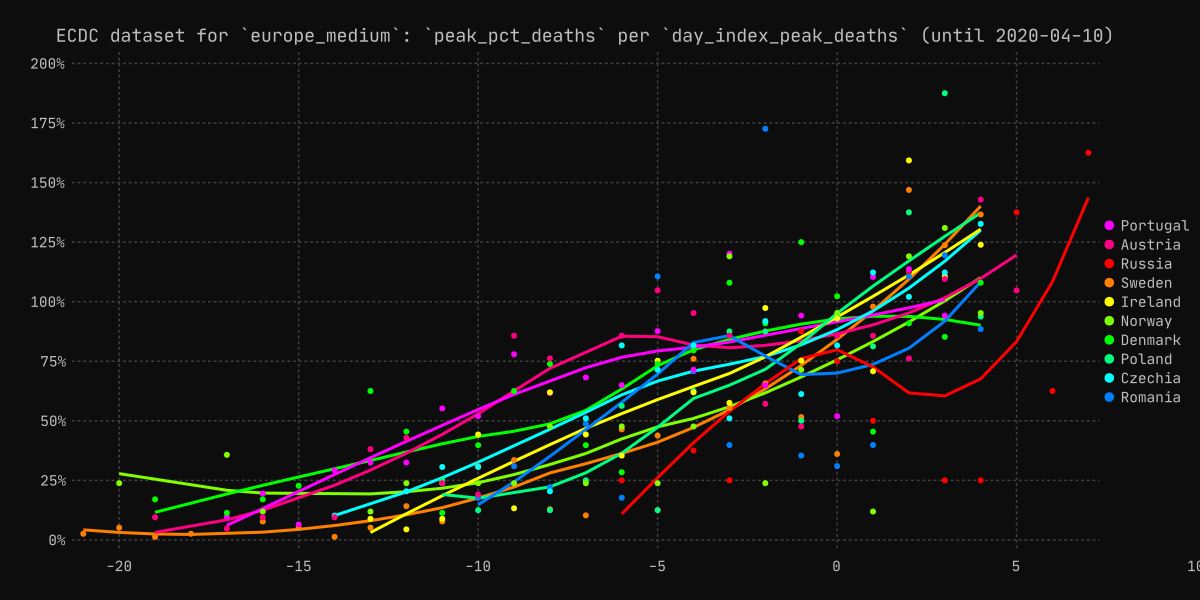 ECDC dataset for `europe_medium`: `peak_pct_deaths` per `day_index_peak_deaths` (until 2020-04-10)
200%
175%
150%
125%
100%
75%
50%
25%
0%
-20
-15
-10
-5
0
5
10
Portugal
Austria
Russia
Sweden
Ireland
Norway
Denmark
Poland
Czechia
Romania